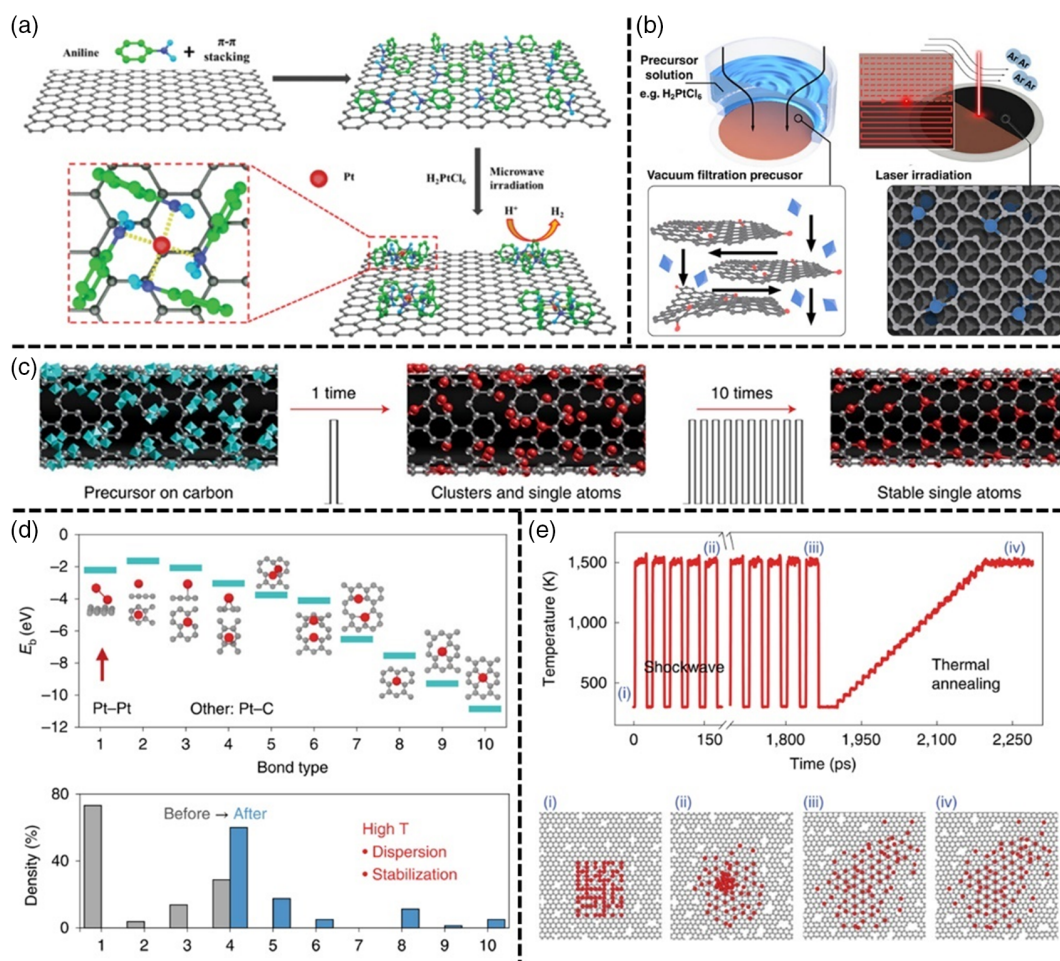 (a)
Aniline
+
π-π
stacking
Pt
H₂PtCl₆
Microwave
irradiation
H⁺
H₂
(b)
Precursor
solution
e.g. H₂PtCl₆
Ar Ar
Ar Ar
Vacuum filtration precusor
Laser irradiation
(c)
1 time
10 times
Precursor on carbon
Clusters and single atoms
Stable single atoms
(d)
0
−2
−4
−6
−8
−10
−12
E_b (eV)
Pt–Pt
Other: Pt–C
1 2 3 4 5 6 7 8 9 10
Bond type
80
40
0
Density (%)
Before → After
High T
• Dispersion
• Stabilization
1 2 3 4 5 6 7 8 9 10
(e)
1,500
1,000
500
Temperature (K)
(i)
(ii)
(iii)
(iv)
Shockwave
Thermal
annealing
0 150 1,800 1,950 2,100 2,250
Time (ps)
(i) (ii) (iii) (iv)